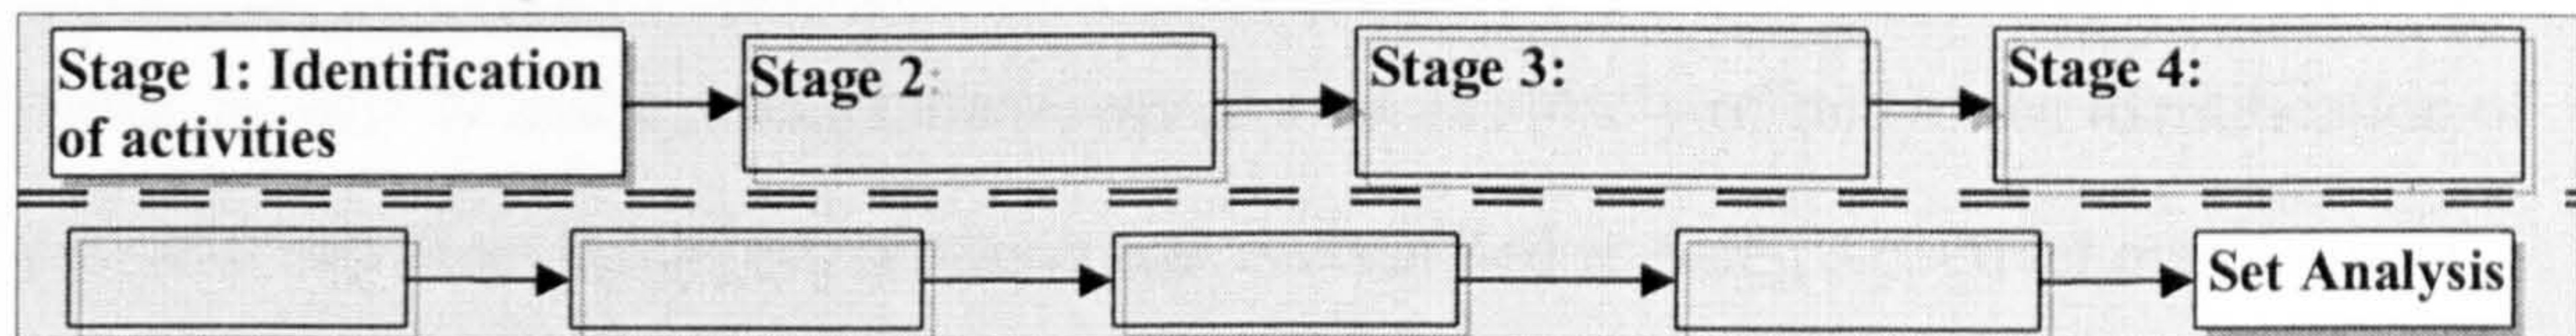 Stage 1: Identification
of activities
Stage 2:
Stage 3:
Stage 4:
Set Analysis